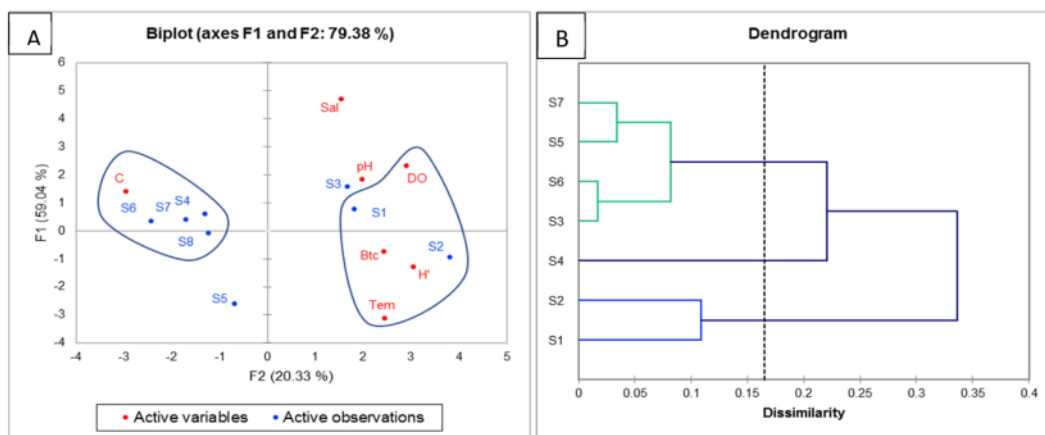 A
Biplot (axes F1 and F2: 79.38 %)
F1 (59.04 %)
6
5
4
3
2
1
0
-1
-2
-3
-4
Sal
pH
DO
S3
S1
C
S6
S7
S4
S8
S5
Btc
S2
H'
Tem
-4
-3
-2
-1
0
1
2
3
4
5
F2 (20.33 %)
Active variables
Active observations
B
Dendrogram
S7
S5
S6
S3
S4
S2
S1
0
0.05
0.1
0.15
0.2
0.25
0.3
0.35
0.4
Dissimilarity